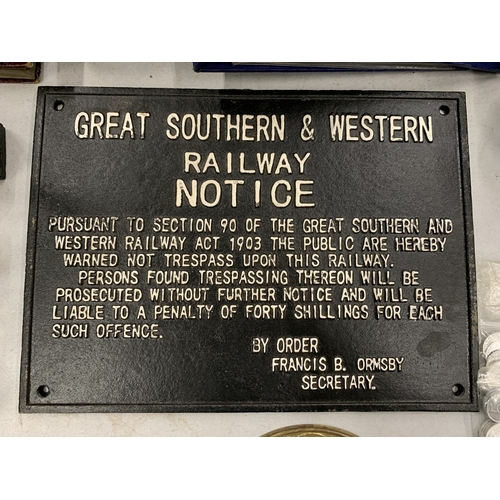 GREAT SOUTHERN & WESTERN
RAILWAY
NOTICE
PURSUANT TO SECTION 90 OF THE GREAT SOUTHERN AND
WESTERN RAILWAY ACT 1903 THE PUBLIC ARE HEREBY
WARNED NOT TRESPASS UPON THIS RAILWAY.
PERSONS FOUND TRESPASSING THEREON WILL BE
PROSECUTED WITHOUT FURTHER NOTICE AND WILL BE
LIABLE TO A PENALTY OF FORTY SHILLINGS FOR EACH
SUCH OFFENCE.
BY ORDER
FRANCIS B. ORMSBY
SECRETARY.